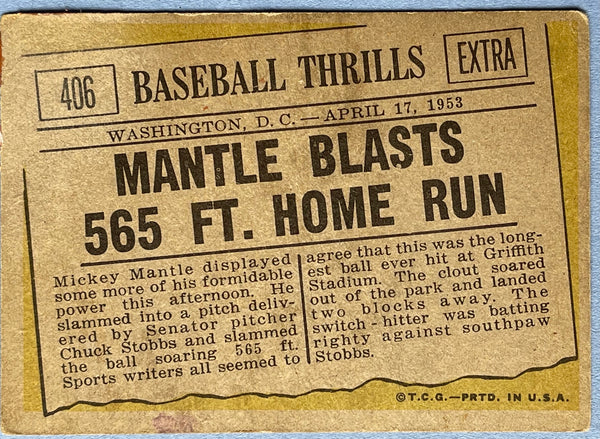 406 BASEBALL THRILLS EXTRA
WASHINGTON, D. C.—APRIL 17, 1953
MANTLE BLASTS
565 FT. HOME RUN
Mickey Mantle displayed
some more of his formidable
power this afternoon. He
slammed into a pitch deliv-
ered by Senator pitcher
Chuck Stobbs and slammed
the ball soaring 565 ft.
Sports writers all seemed to
agree that this was the long-
est ball ever hit at Griffith
Stadium. The clout soared
out of the park and landed
two blocks away. The
switch-hitter was batting
righty against southpaw
Stobbs.
©T.C.G.—PRTD. IN U.S.A.